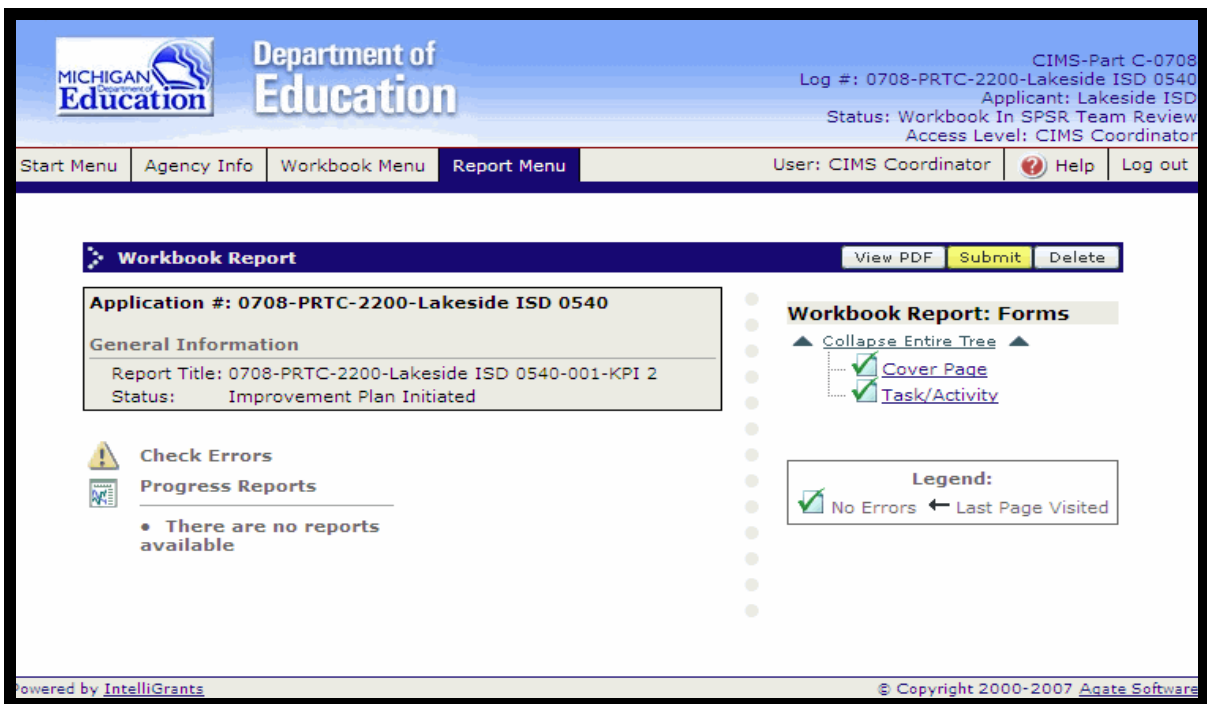 MICHIGAN
Department of
Education
Department of
Education
CIMS-Part C-0708
Log #: 0708-PRTC-2200-Lakeside ISD 0540
Applicant: Lakeside ISD
Status: Workbook In SPSR Team Review
Access Level: CIMS Coordinator
Start Menu Agency Info Workbook Menu Report Menu User: CIMS Coordinator Help Log out
Workbook Report View PDF Submit Delete
Application #: 0708-PRTC-2200-Lakeside ISD 0540
General Information
Report Title: 0708-PRTC-2200-Lakeside ISD 0540-001-KPI 2
Status: Improvement Plan Initiated
Check Errors
Progress Reports
• There are no reports
available
Workbook Report: Forms
Collapse Entire Tree
Cover Page
Task/Activity
Legend:
No Errors Last Page Visited
Powered by IntelliGrants © Copyright 2000-2007 Agate Software